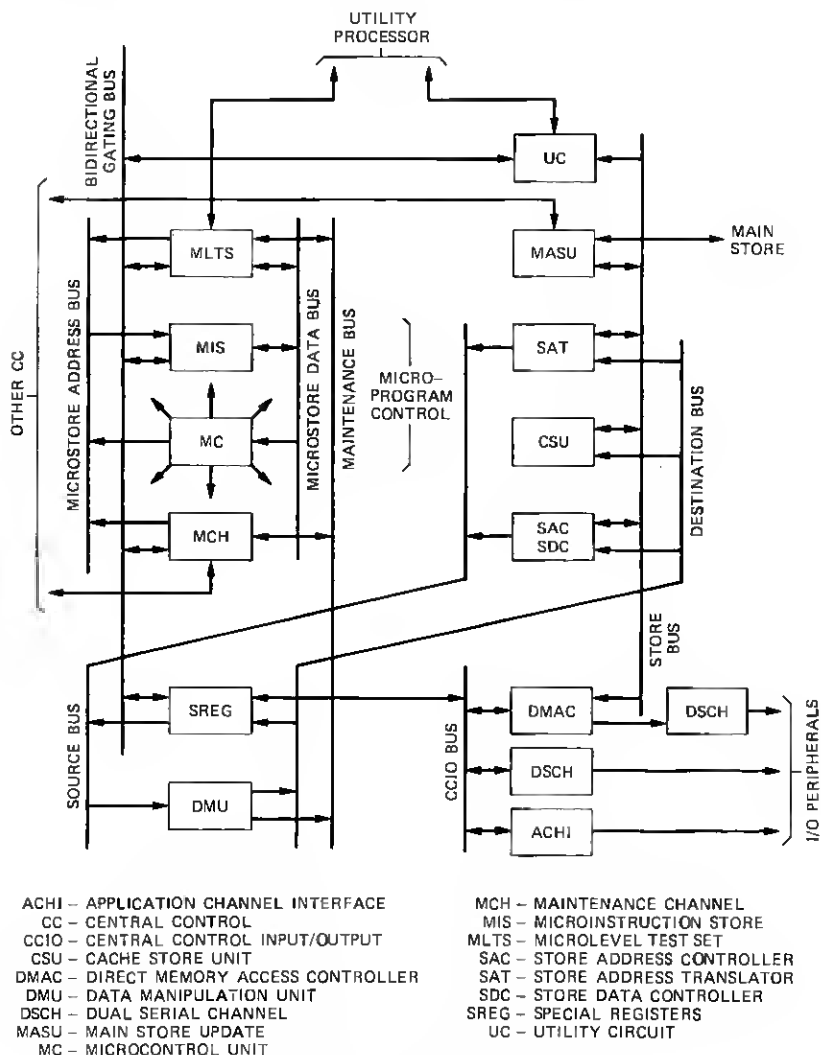 UTILITY
PROCESSOR
BIDIRECTIONAL
GATING BUS
UC
OTHER CC
MICROSTORE ADDRESS BUS
MLTS
MICROSTORE DATA BUS
MAINTENANCE BUS
MASU
MAIN
STORE
MIS
MICRO-
PROGRAM
CONTROL
SAT
MC
CSU
DESTINATION BUS
MCH
SAC
SDC
STORE
BUS
SOURCE BUS
SREG
CCIO BUS
DMAC
DSCH
DMU
DSCH
ACHI
I/O PERIPHERALS
ACHI – APPLICATION CHANNEL INTERFACE
CC – CENTRAL CONTROL
CCIO – CENTRAL CONTROL INPUT/OUTPUT
CSU – CACHE STORE UNIT
DMAC – DIRECT MEMORY ACCESS CONTROLLER
DMU – DATA MANIPULATION UNIT
DSCH – DUAL SERIAL CHANNEL
MASU – MAIN STORE UPDATE
MC – MICROCONTROL UNIT
MCH – MAINTENANCE CHANNEL
MIS – MICROINSTRUCTION STORE
MLTS – MICROLEVEL TEST SET
SAC – STORE ADDRESS CONTROLLER
SAT – STORE ADDRESS TRANSLATOR
SDC – STORE DATA CONTROLLER
SREG – SPECIAL REGISTERS
UC – UTILITY CIRCUIT